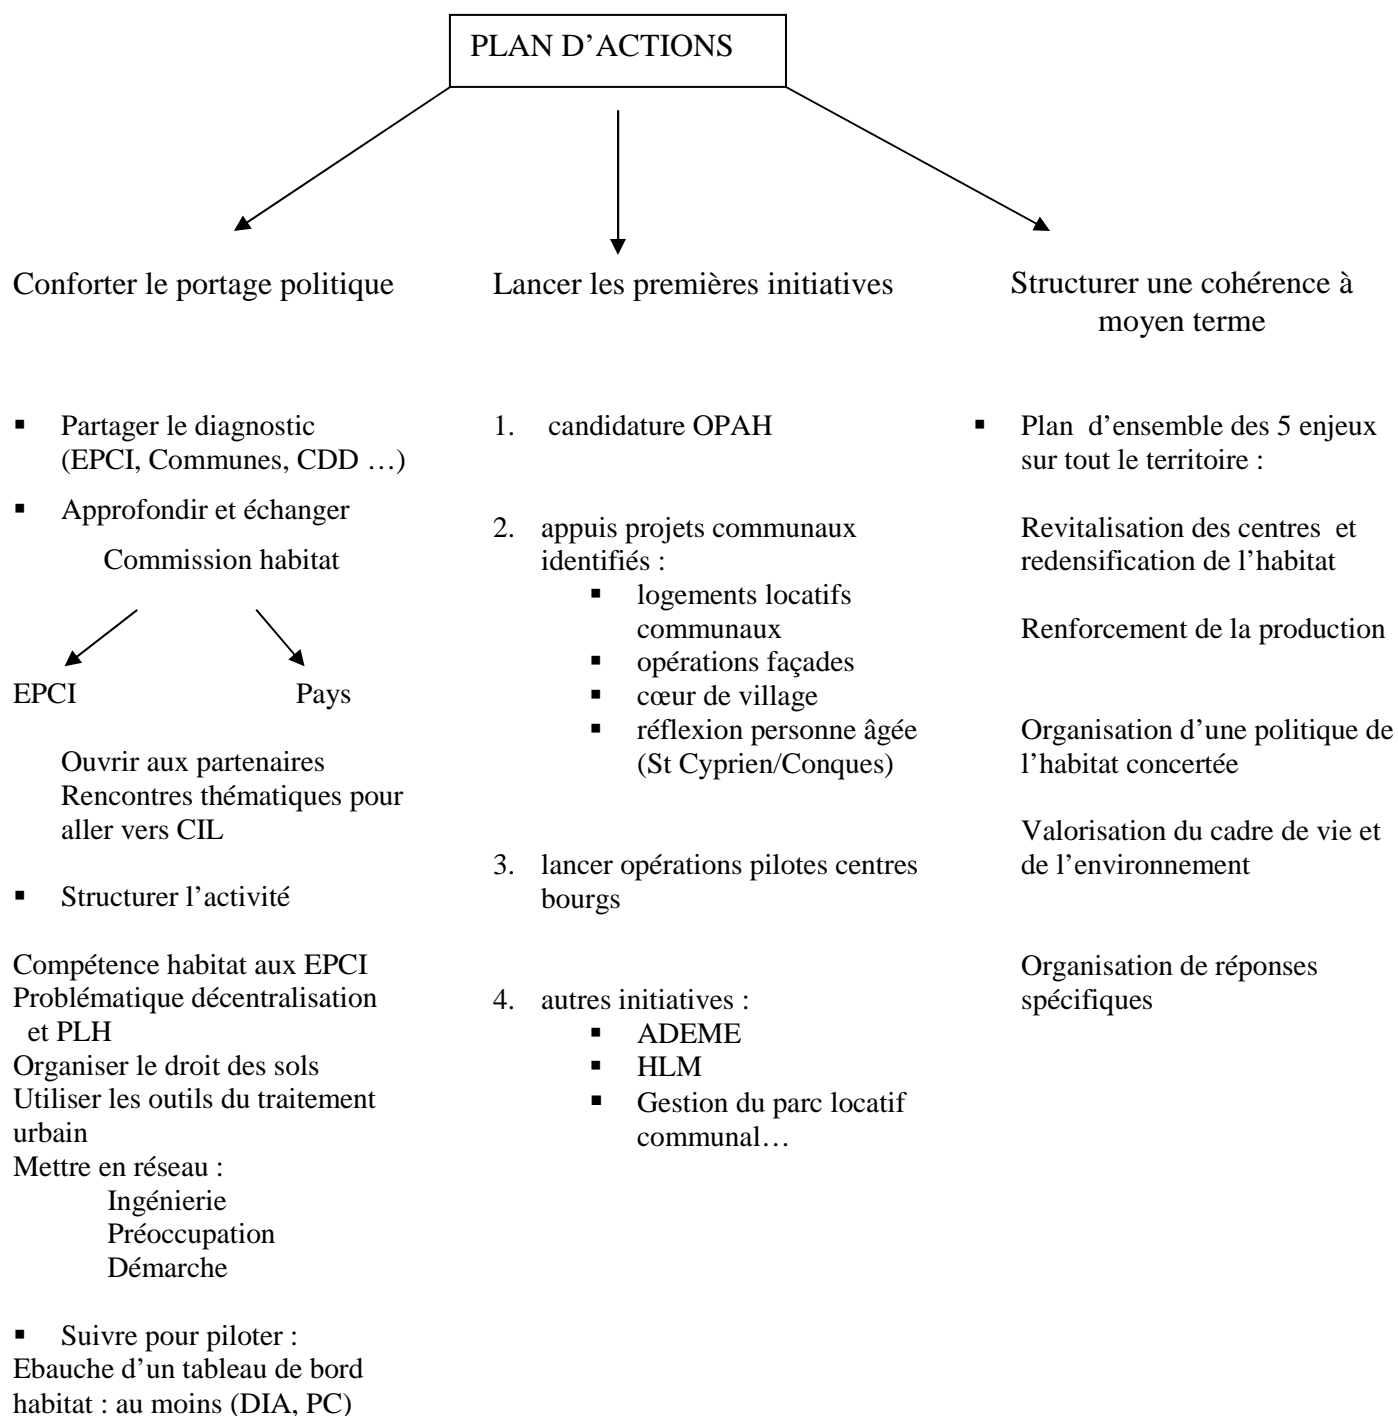 PLAN D’ACTIONS
Conforter le portage politique
▪ Partager le diagnostic
(EPCI, Communes, CDD …)
▪ Approfondir et échanger
Commission habitat
EPCI Pays
Ouvrir aux partenaires
Rencontres thématiques pour
aller vers CIL
▪ Structurer l’activité
Compétence habitat aux EPCI
Problématique décentralisation
et PLH
Organiser le droit des sols
Utiliser les outils du traitement
urbain
Mettre en réseau :
Ingénierie
Préoccupation
Démarche
▪ Suivre pour piloter :
Ebauche d’un tableau de bord
habitat : au moins (DIA, PC)
Lancer les premières initiatives
1. candidature OPAH
2. appuis projets communaux
identifiés :
▪ logements locatifs
communaux
▪ opérations façades
▪ cœur de village
▪ réflexion personne âgée
(St Cyprien/Conques)
3. lancer opérations pilotes centres
bourgs
4. autres initiatives :
▪ ADEME
▪ HLM
▪ Gestion du parc locatif
communal…
Structurer une cohérence à
moyen terme
▪ Plan d’ensemble des 5 enjeux
sur tout le territoire :
Revitalisation des centres et
redensification de l’habitat
Renforcement de la production
Organisation d’une politique de
l’habitat concertée
Valorisation du cadre de vie et
de l’environnement
Organisation de réponses
spécifiques